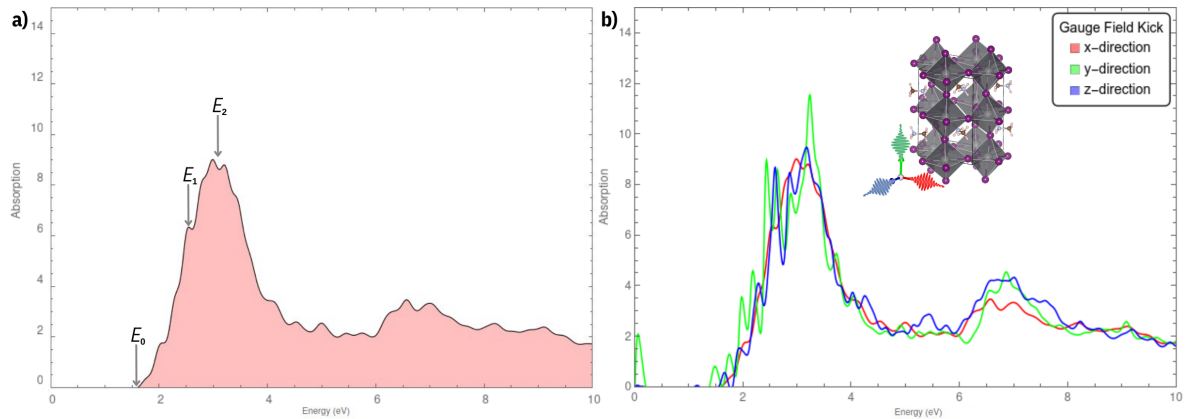 a)
14
12
10
8
6
4
2
0
Absorption
E0
E1
E2
0
2
4
6
8
10
Energy (eV)
b)
14
12
10
8
6
4
2
0
Absorption
Gauge Field Kick
x-direction
y-direction
z-direction
0
2
4
6
8
10
Energy (eV)